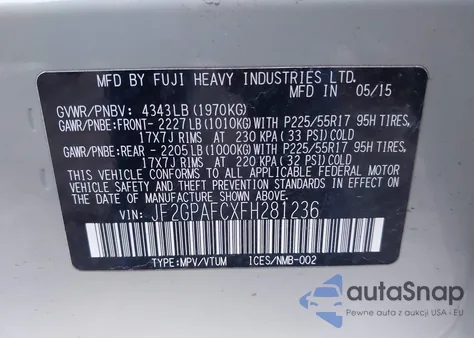 MFD BY FUJI HEAVY INDUSTRIES LTD.
MFD IN 05/15
GVWR/PNBV: 4343LB (1970KG)
GAWR/PNBE:FRONT- 2227LB (1010KG)WITH P225/55R17 95H TIRES,
17X7J RIMS AT 230 KPA (33 PSI)COLD
GAWR/PNBE:REAR - 2205LB (1000KG)WITH P225/55R17 95H TIRES,
17X7J RIMS AT 220 KPA (32 PSI)COLD
THIS VEHICLE CONFORMS TO ALL
APPLICABLE FEDERAL MOTOR VEHICLE
SAFETY, BUMPER, AND THEFT PREVENTION
STANDARDS IN EFFECT ON THE DATE OF
MANUFACTURE SHOWN ABOVE.
VIN: JF2GPAFCXFH281236
TYPE:MPV/VTUM ICES/NMB-002
autoSnap
Pewne auta z aukcji USA